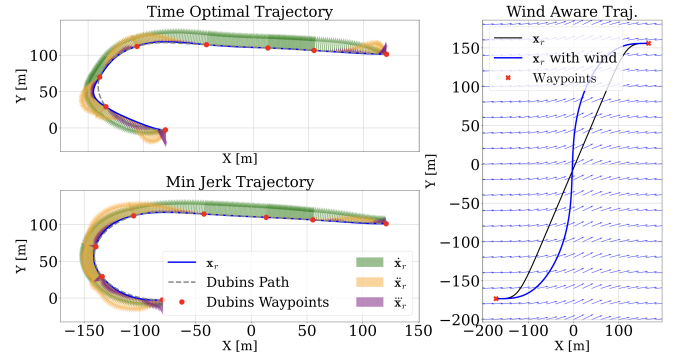 Time Optimal Trajectory
Y [m]
100
50
0
X [m]
Min Jerk Trajectory
Y [m]
100
50
0
x_r
Dubins Path
Dubins Waypoints
ẋ_r
ẍ_r
x⃛_r
−150 −100 −50 0 50 100 150
X [m]
Wind Aware Traj.
Y [m]
150
100
50
0
−50
−100
−150
−200
x_r
x_r with wind
Waypoints
−200 −100 0 100
X [m]